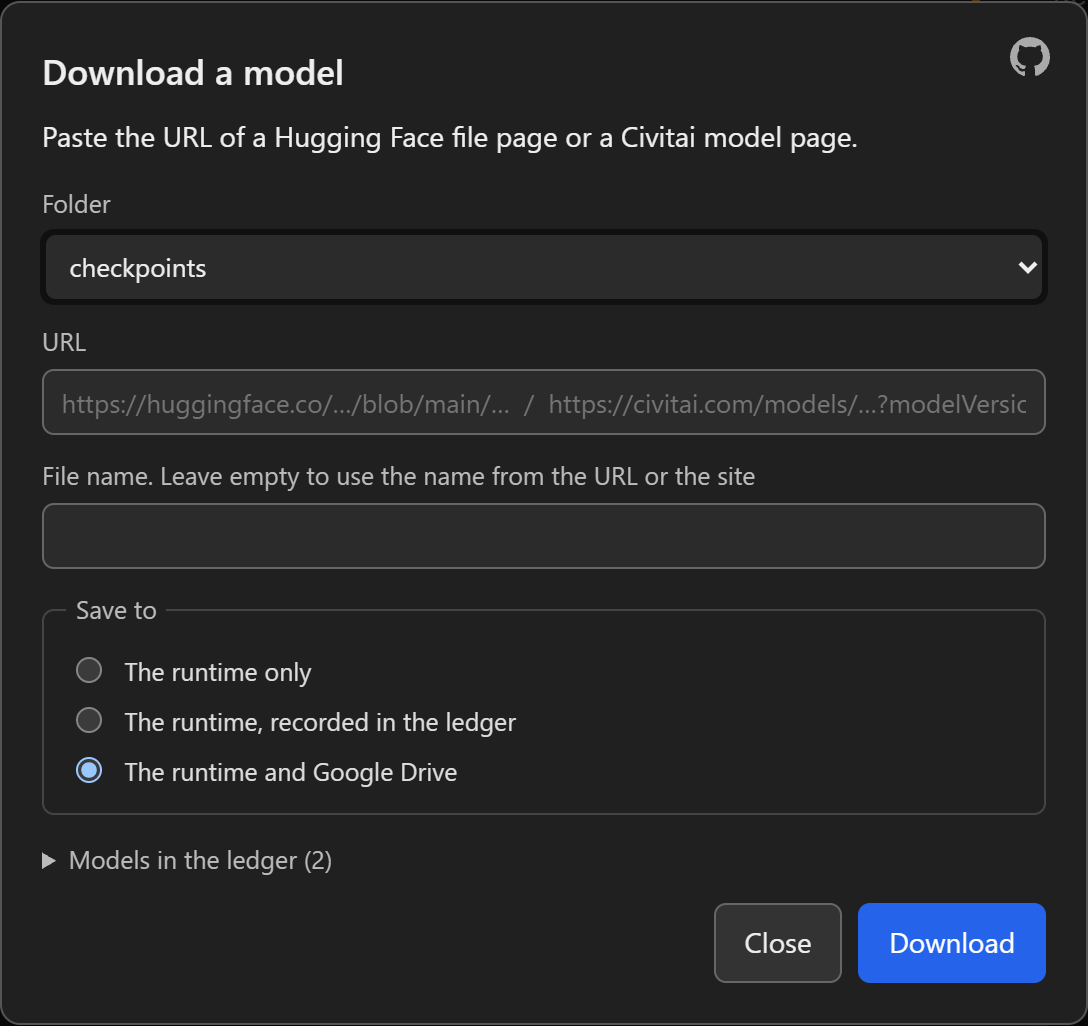 Download a model
Paste the URL of a Hugging Face file page or a Civitai model page.
Folder
checkpoints
URL
https://huggingface.co/.../blob/main/... / https://civitai.com/models/...?modelVersic
File name. Leave empty to use the name from the URL or the site
Save to
The runtime only
The runtime, recorded in the ledger
The runtime and Google Drive
Models in the ledger (2)
Close
Download